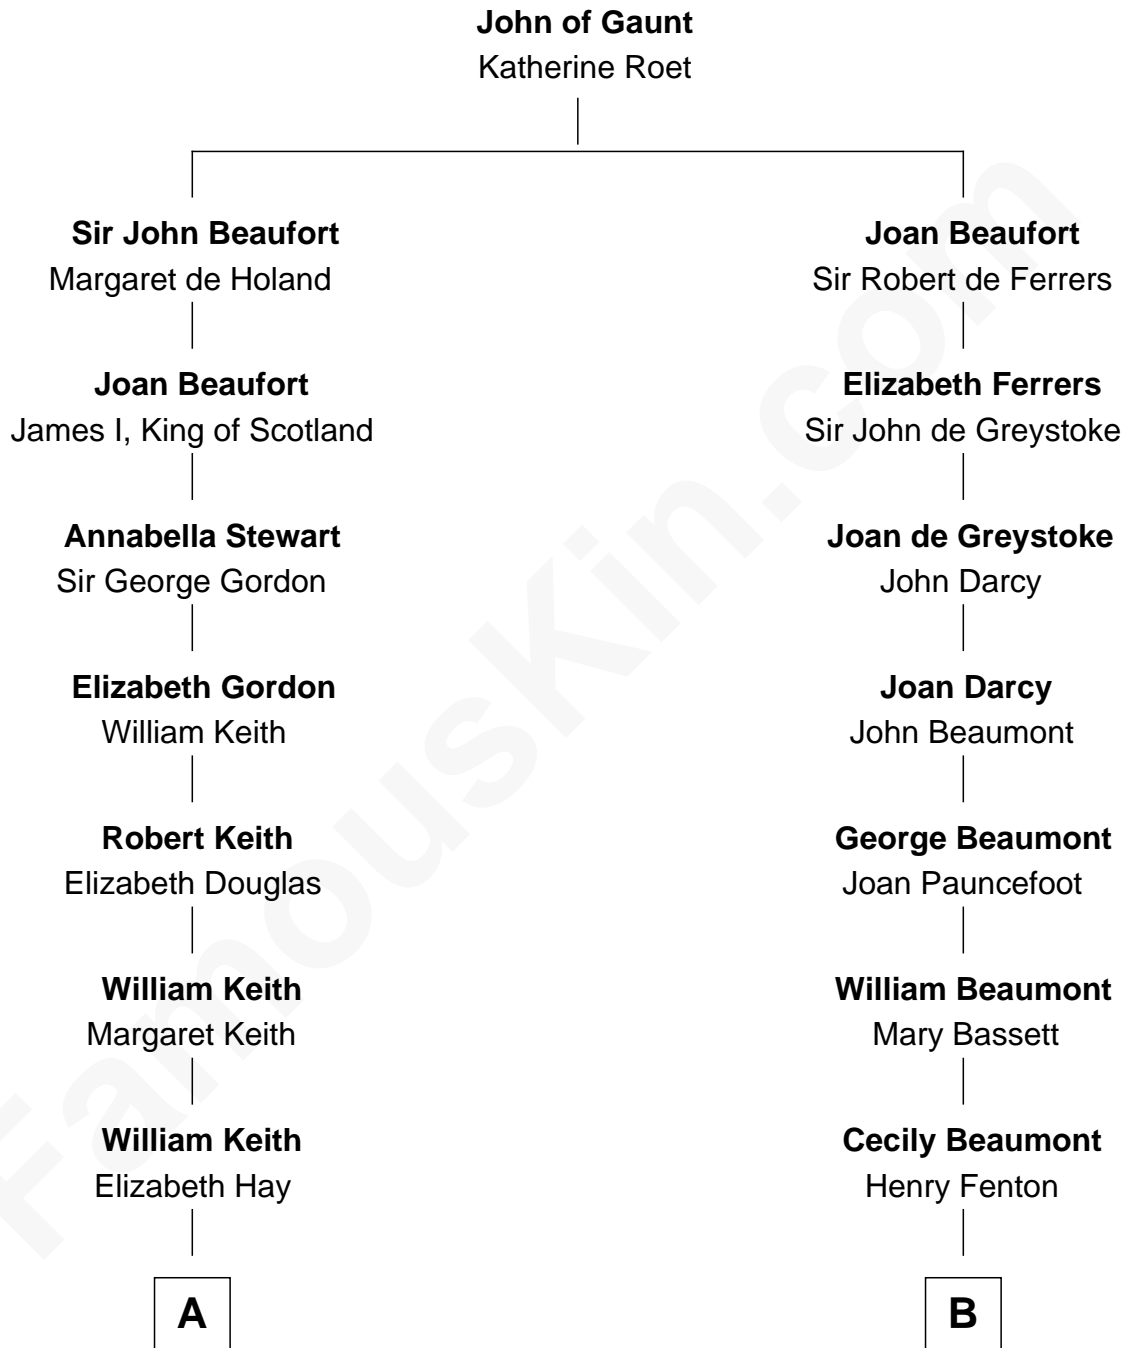 John of Gaunt
Katherine Roet
Sir John Beaufort
Margaret de Holand
Joan Beaufort
James I, King of Scotland
Annabella Stewart
Sir George Gordon
Elizabeth Gordon
William Keith
Robert Keith
Elizabeth Douglas
William Keith
Margaret Keith
William Keith
Elizabeth Hay
A
Joan Beaufort
Sir Robert de Ferrers
Elizabeth Ferrers
Sir John de Greystoke
Joan de Greystoke
John Darcy
Joan Darcy
John Beaumont
George Beaumont
Joan Pauncefoot
William Beaumont
Mary Bassett
Cecily Beaumont
Henry Fenton
B
FamousKin.com